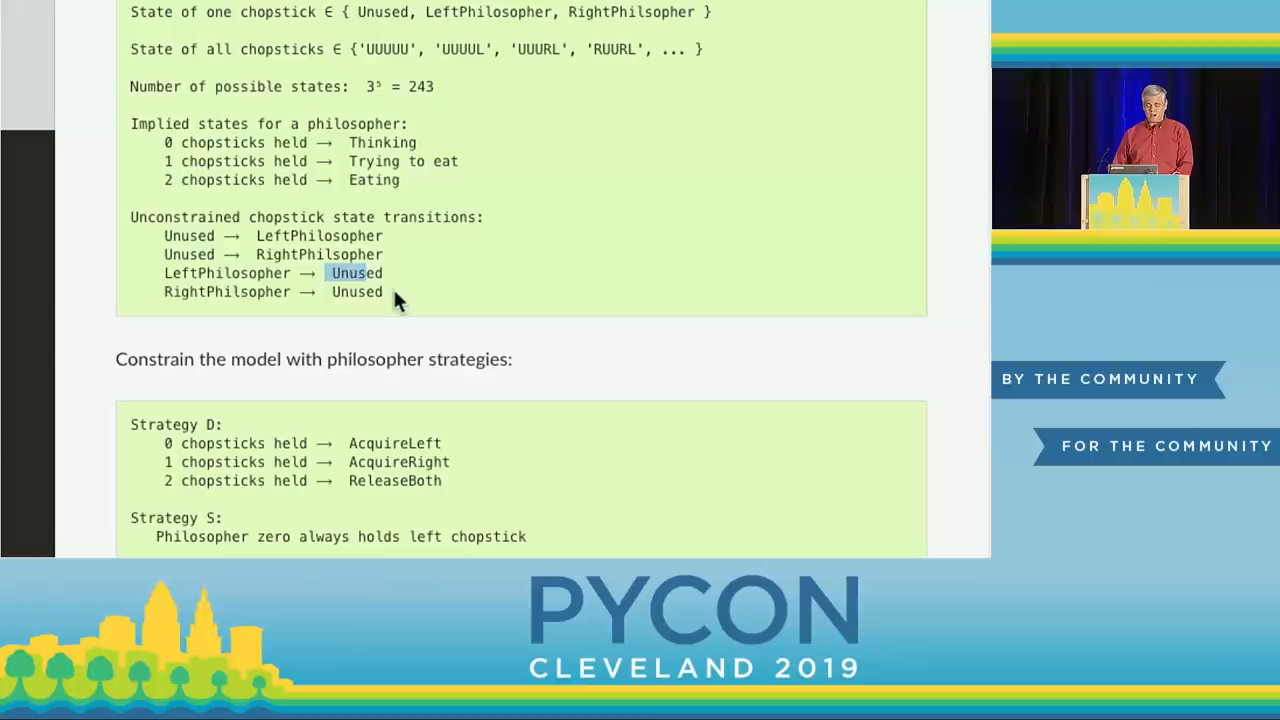 State of one chopstick ∈ { Unused, LeftPhilosopher, RightPhilsopher }
State of all chopsticks ∈ {'UUUUU', 'UUUUL', 'UUURL', 'RUURL', ... }
Number of possible states: 3⁵ = 243
Implied states for a philosopher:
0 chopsticks held → Thinking
1 chopsticks held → Trying to eat
2 chopsticks held → Eating
Unconstrained chopstick state transitions:
Unused → LeftPhilosopher
Unused → RightPhilsopher
LeftPhilosopher → Unused
RightPhilsopher → Unused
Constrain the model with philosopher strategies:
Strategy D:
0 chopsticks held → AcquireLeft
1 chopsticks held → AcquireRight
2 chopsticks held → ReleaseBoth
Strategy S:
Philosopher zero always holds left chopstick
BY THE COMMUNITY
FOR THE COMMUNITY
PYCON
CLEVELAND 2019